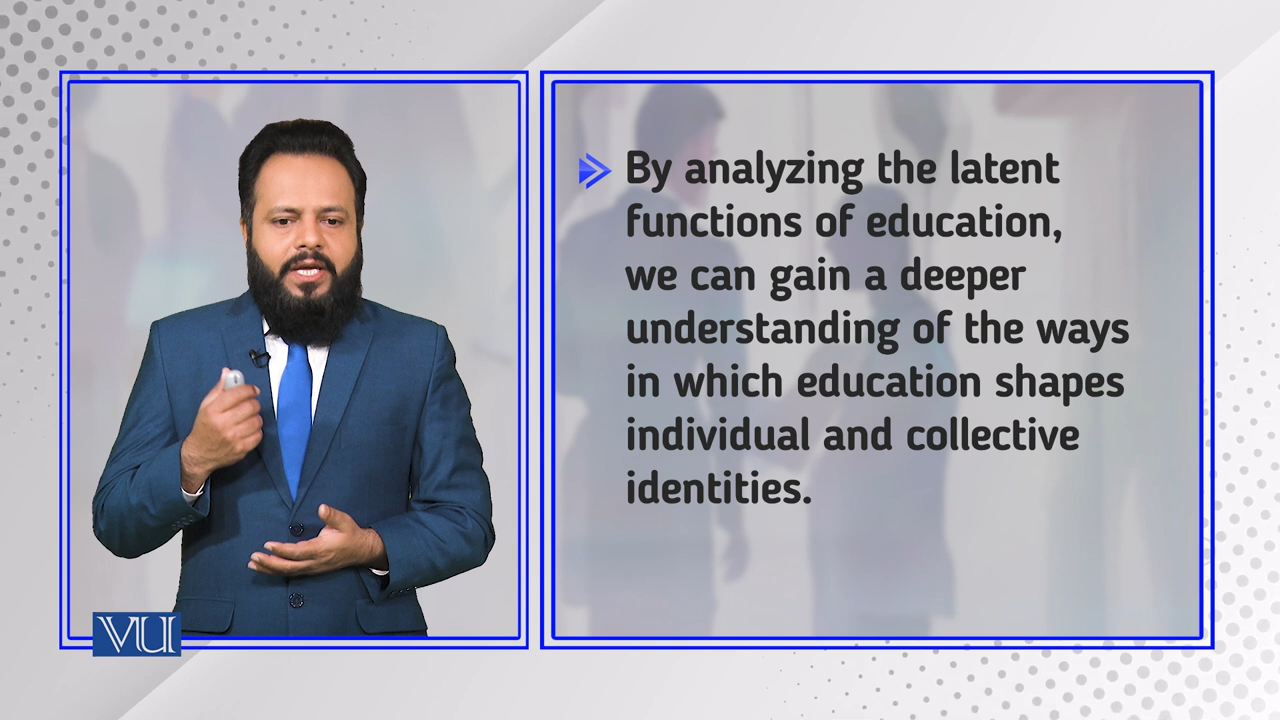 By analyzing the latent
functions of education,
we can gain a deeper
understanding of the ways
in which education shapes
individual and collective
identities.
VU